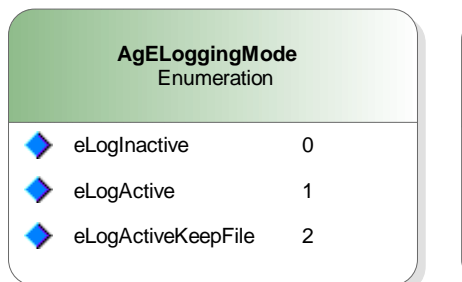 AgELoggingMode
Enumeration
eLogInactive 0
eLogActive 1
eLogActiveKeepFile 2